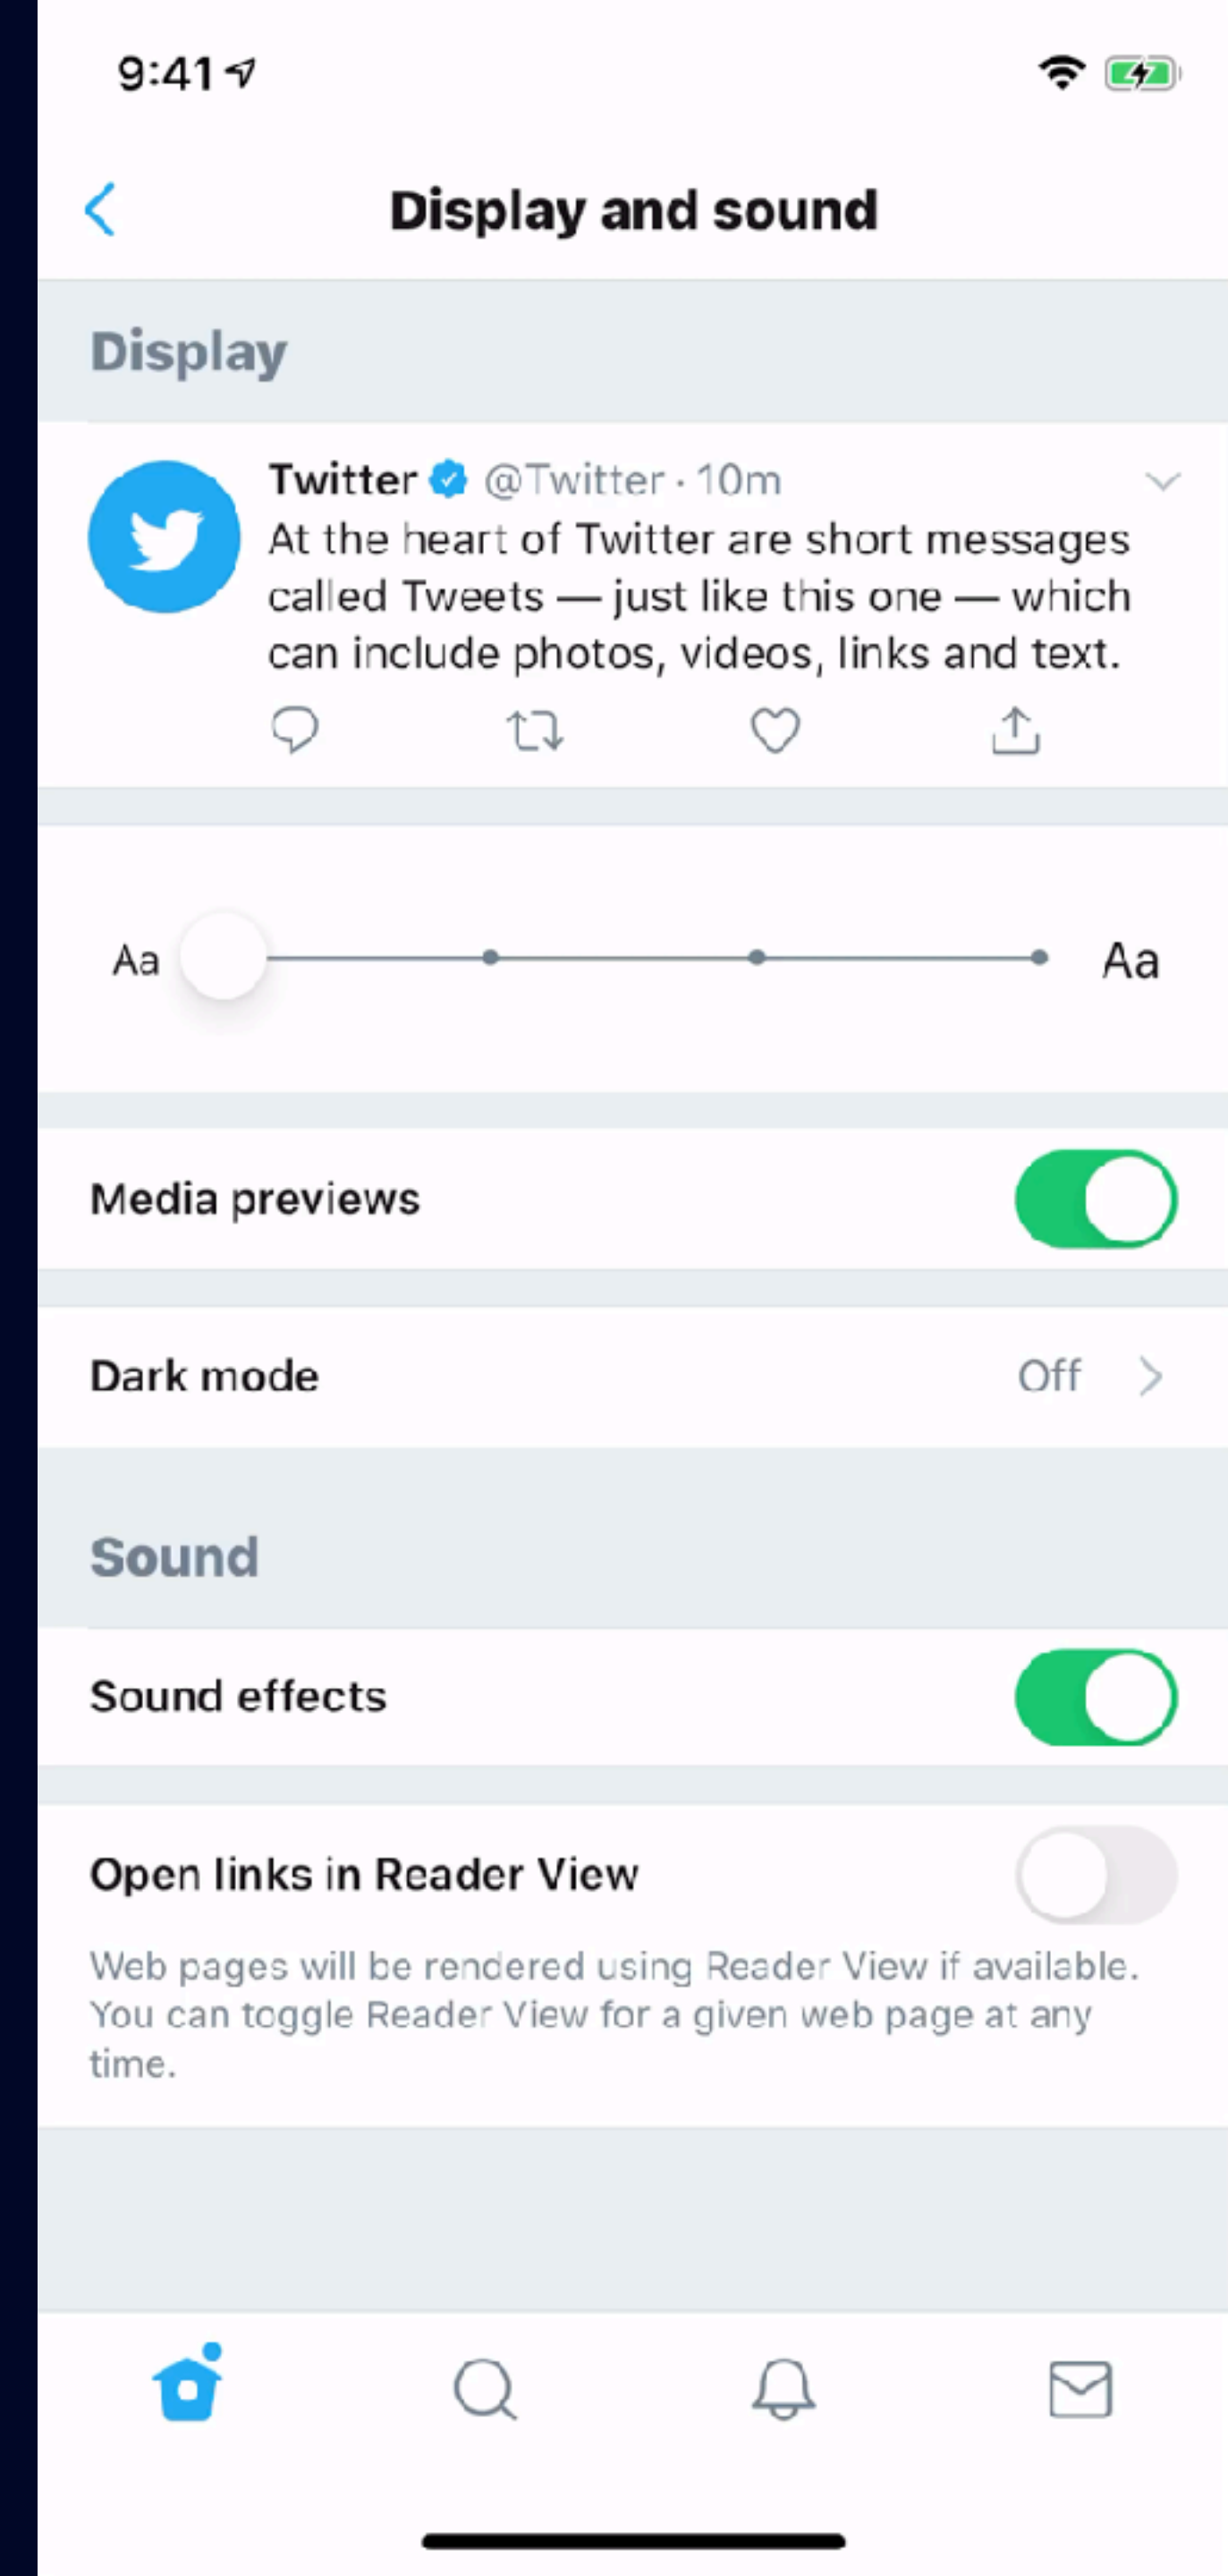 9:41
Display and sound
Display
Twitter @Twitter · 10m
At the heart of Twitter are short messages
called Tweets — just like this one — which
can include photos, videos, links and text.
Aa Aa
Media previews
Dark mode Off
Sound
Sound effects
Open links in Reader View
Web pages will be rendered using Reader View if available.
You can toggle Reader View for a given web page at any
time.